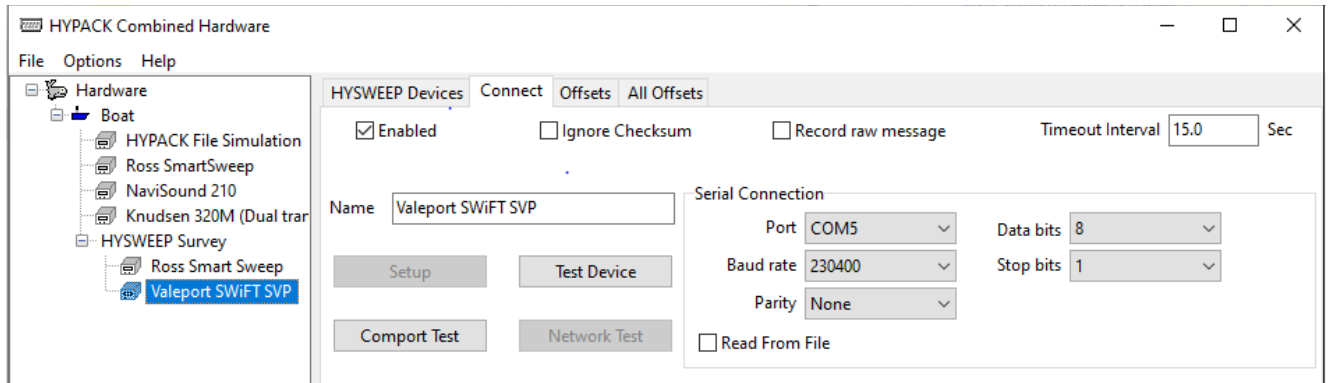 HYPACK Combined Hardware
File Options Help
Hardware
Boat
HYPACK File Simulation
Ross SmartSweep
NaviSound 210
Knudsen 320M (Dual tran
HYSWEEP Survey
Ross Smart Sweep
Valeport SWiFT SVP
HYSWEEP Devices Connect Offsets All Offsets
Enabled Ignore Checksum Record raw message Timeout Interval 15.0 Sec
Name Valeport SWiFT SVP
Setup Test Device
Comport Test Network Test
Serial Connection
Port COM5 Data bits 8
Baud rate 230400 Stop bits 1
Parity None
Read From File